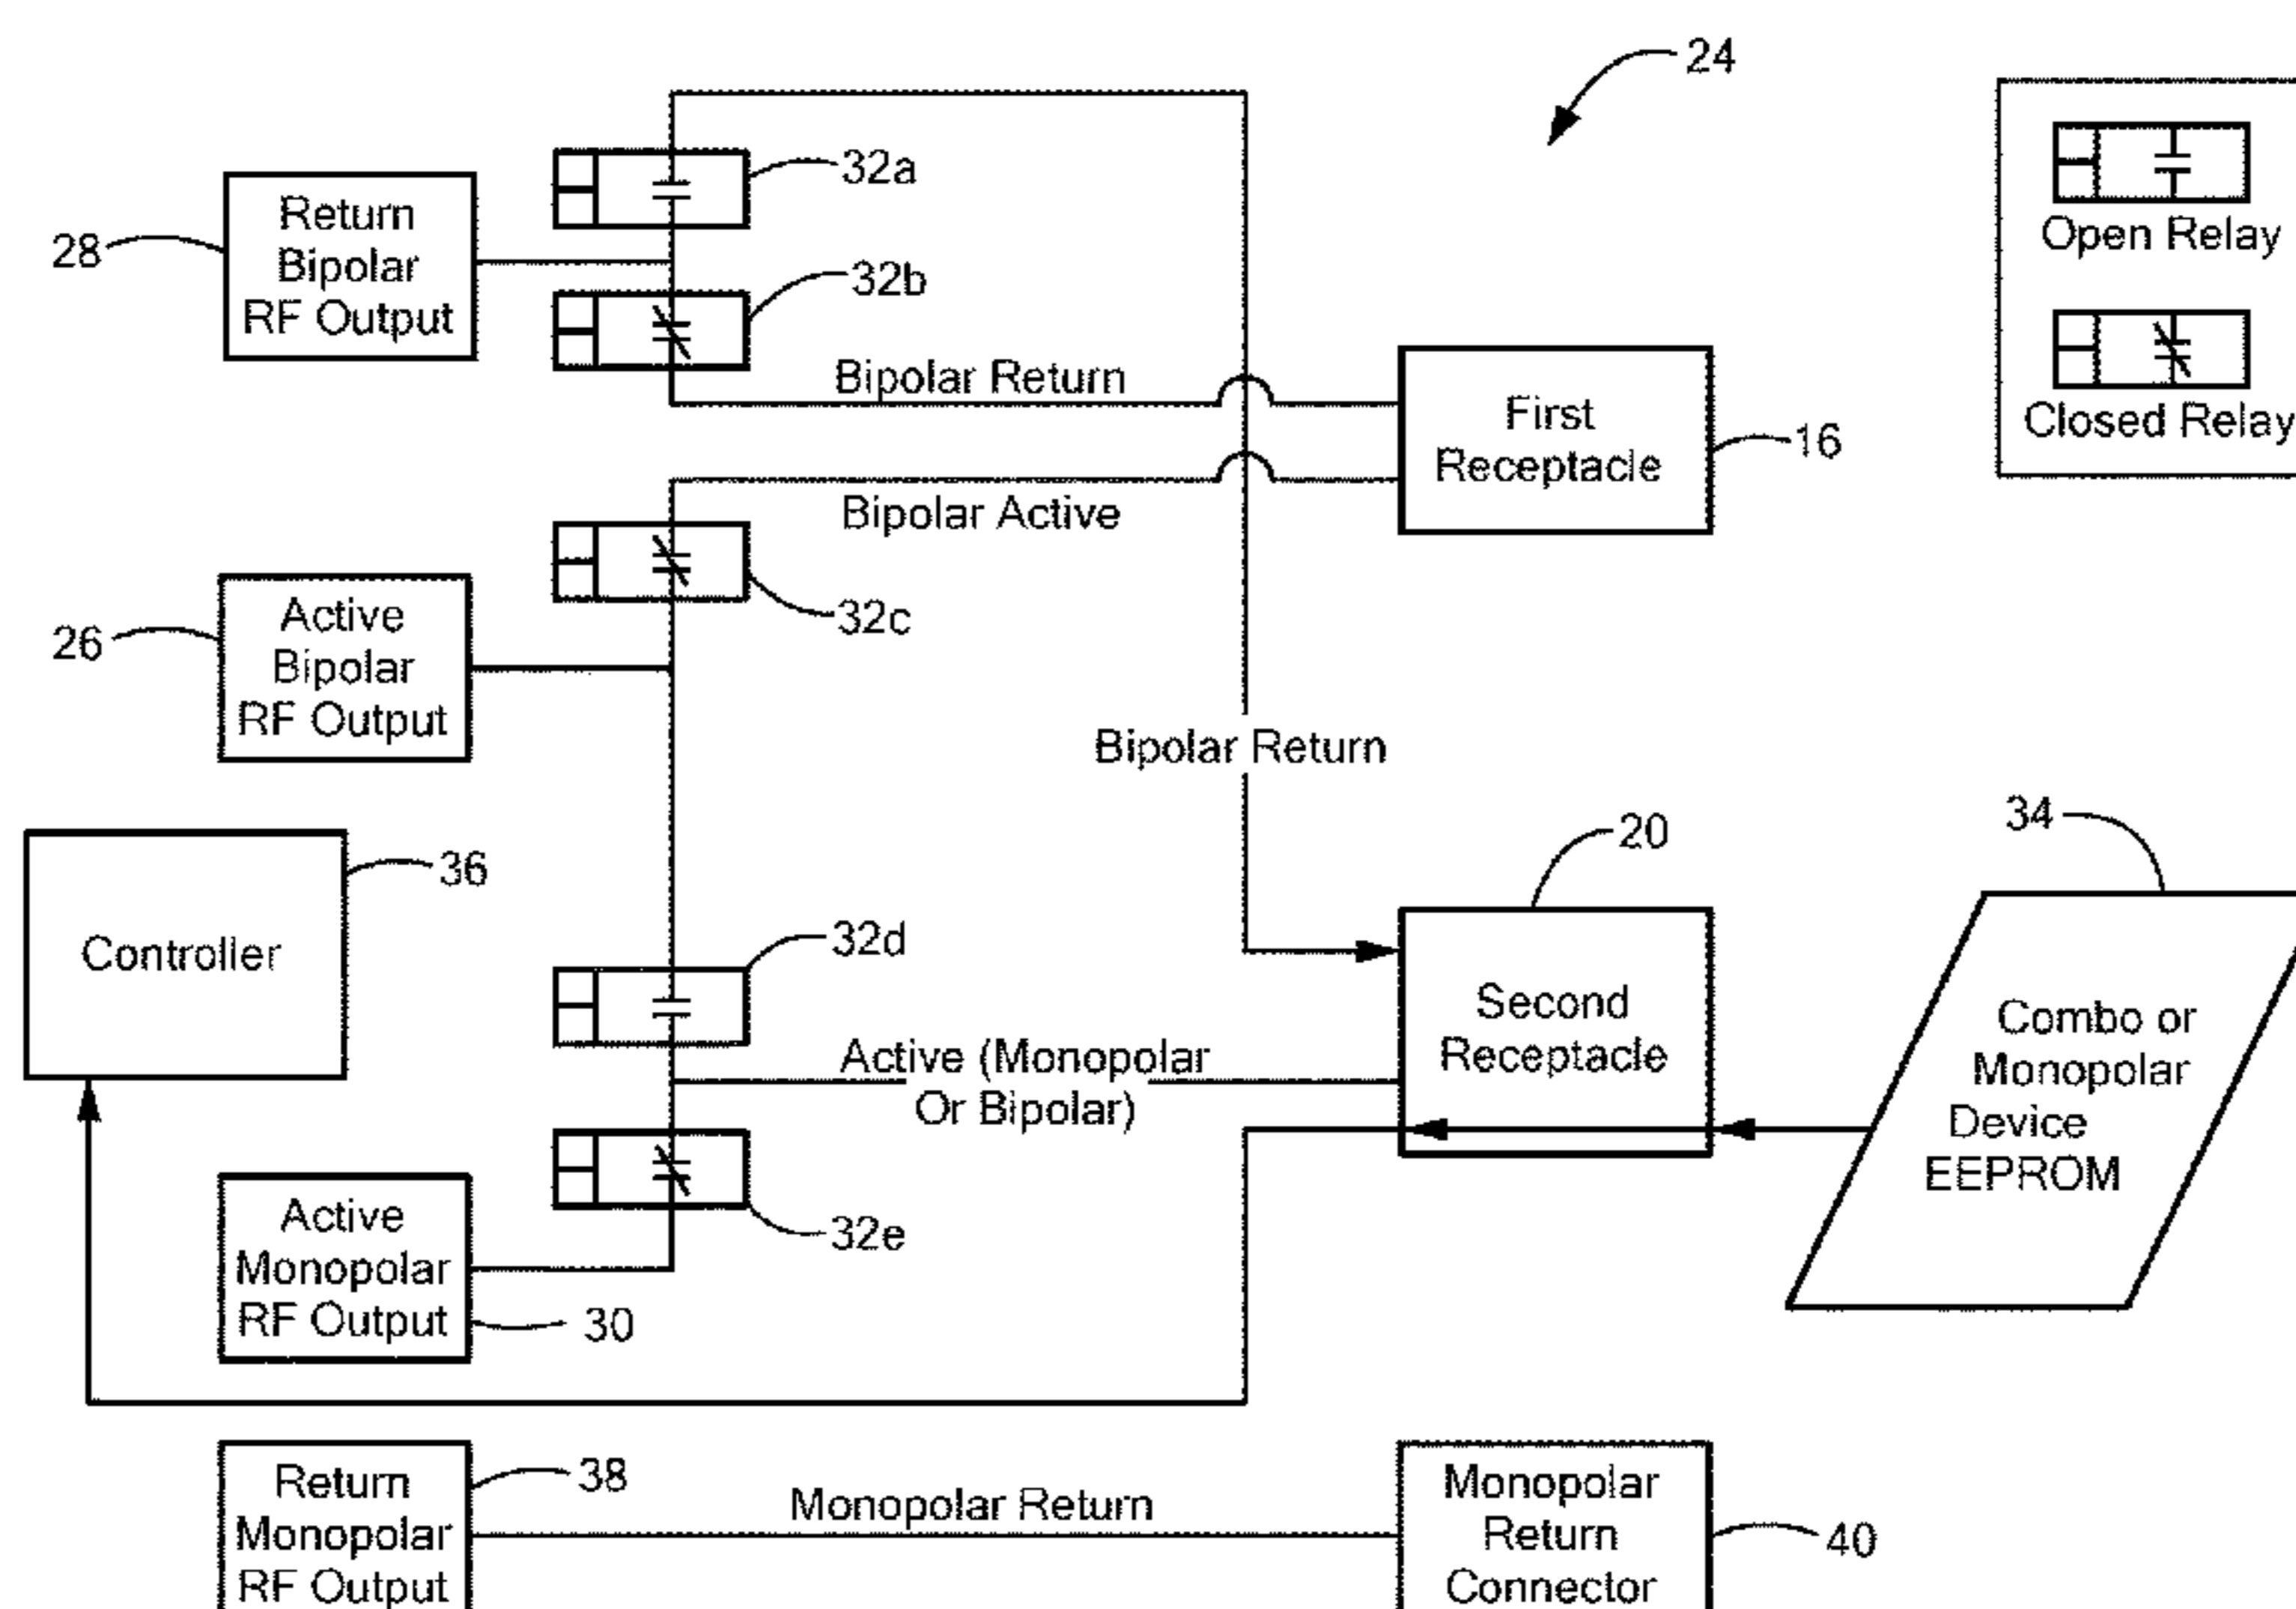 24
32a
Return
Bipolar
RF Output
28
32b
Bipolar Return
Open Relay
Closed Relay
First
Receptacle
16
Bipolar Active
32c
Active
Bipolar
RF Output
26
Bipolar Return
Controller
36
32d
20
34
Second
Receptacle
Combo or
Monopolar
Device
EEPROM
Active (Monopolar
Or Bipolar)
32e
Active
Monopolar
RF Output
30
Return
Monopolar
RF Output
38
Monopolar Return
Monopolar
Return
Connector
40